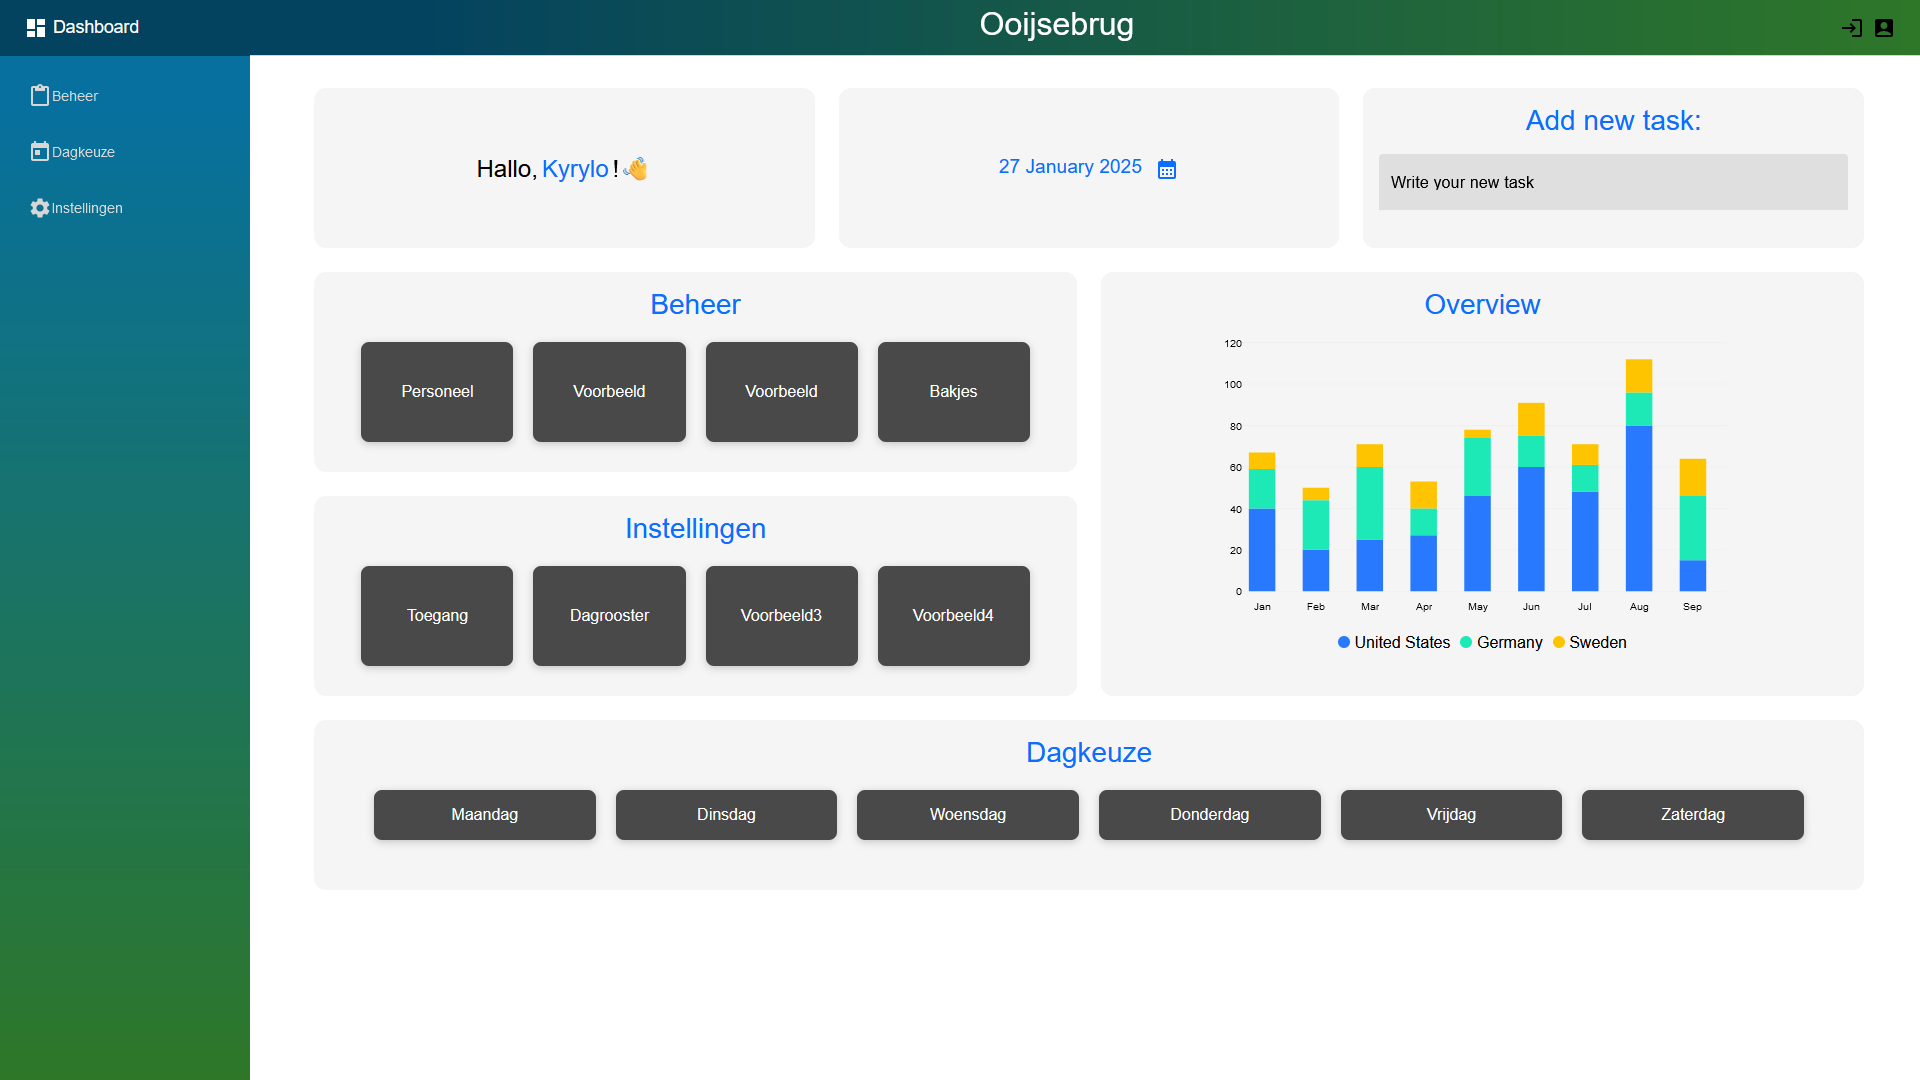 Dashboard
Ooijsebrug
Beheer
Dagkeuze
Instellingen
Hallo, Kyrylo ! 👋
27 January 2025
Add new task:
Write your new task
Beheer
Personeel
Voorbeeld
Voorbeeld
Bakjes
Instellingen
Toegang
Dagrooster
Voorbeeld3
Voorbeeld4
Overview
120
100
80
60
40
20
0
Jan Feb Mar Apr May Jun Jul Aug Sep
United States Germany Sweden
Dagkeuze
Maandag
Dinsdag
Woensdag
Donderdag
Vrijdag
Zaterdag